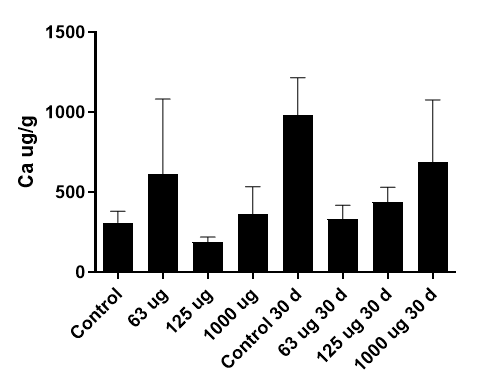 1500
1000
500
0
Ca ug/g
Control
63 ug
125 ug
1000 ug
Control 30 d
63 ug 30 d
125 ug 30 d
1000 ug 30 d